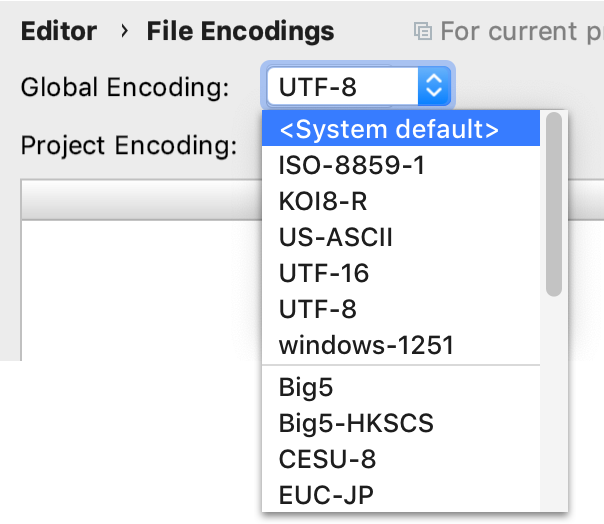 Editor › File Encodings For current p
Global Encoding: UTF-8
Project Encoding:
<System default>
ISO-8859-1
KOI8-R
US-ASCII
UTF-16
UTF-8
windows-1251
Big5
Big5-HKSCS
CESU-8
EUC-JP